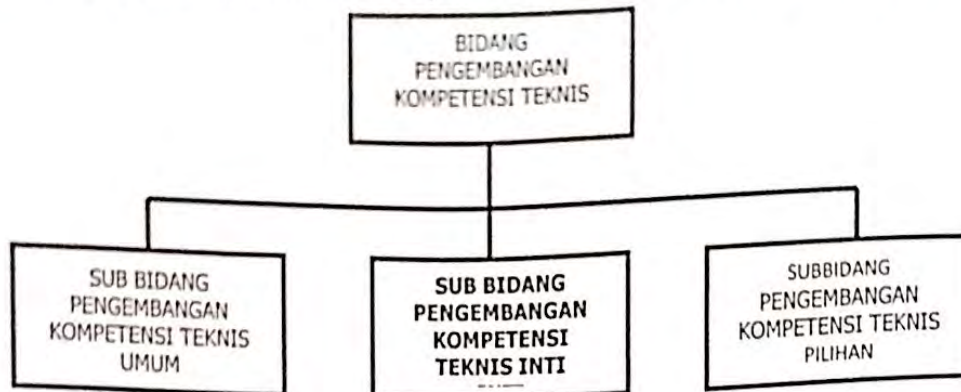 BIDANG
PENGEMBANGAN
KOMPETENSI TEKNIS
SUB BIDANG
PENGEMBANGAN
KOMPETENSI TEKNIS
UMUM
SUB BIDANG
PENGEMBANGAN
KOMPETENSI
TEKNIS INTI
SUBBIDANG
PENGEMBANGAN
KOMPETENSI TEKNIS
PILIHAN